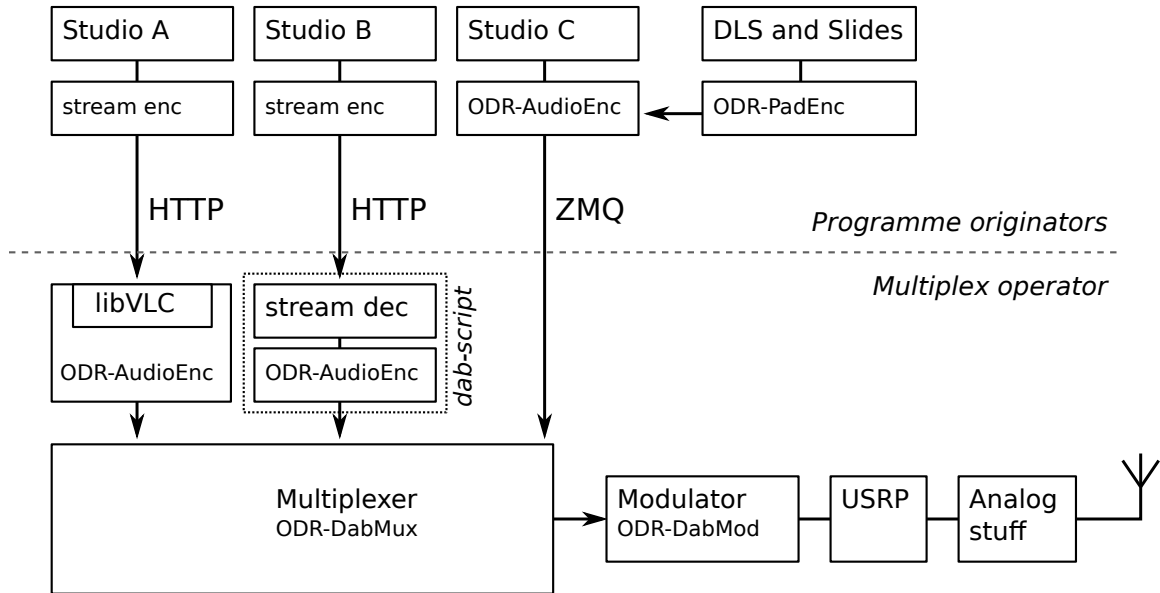 Studio A
Studio B
Studio C
DLS and Slides
stream enc
stream enc
ODR-AudioEnc
ODR-PadEnc
HTTP
HTTP
ZMQ
Programme originators
Multiplex operator
libVLC
ODR-AudioEnc
stream dec
ODR-AudioEnc
dab-script
Multiplexer
ODR-DabMux
Modulator
ODR-DabMod
USRP
Analog
stuff